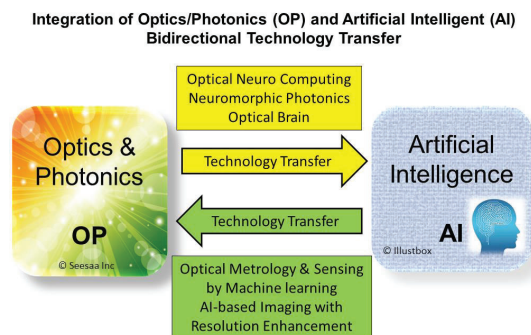 Integration of Optics/Photonics (OP) and Artificial Intelligent (AI)
Bidirectional Technology Transfer
Optical Neuro Computing
Neuromorphic Photonics
Optical Brain
Optics &
Photonics
OP
© Seesaa Inc
Technology Transfer
Technology Transfer
Artificial
Intelligence
AI
© Illustbox
Optical Metrology & Sensing
by Machine learning
AI-based Imaging with
Resolution Enhancement